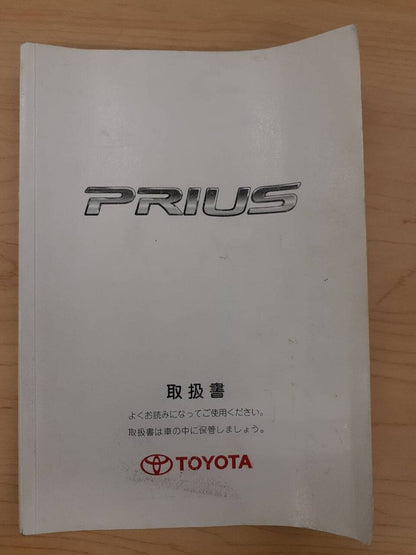 PRIUS
取扱書
よくお読みになってご使用ください。
取扱書は車の中に保管しましょう。
TOYOTA